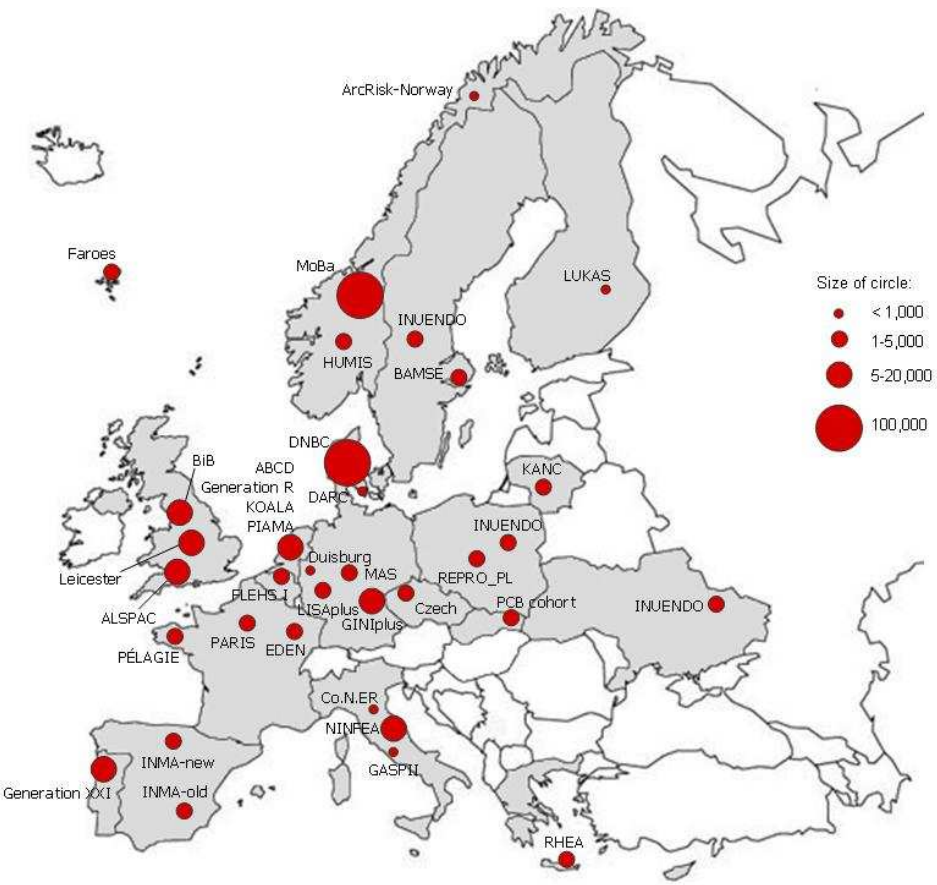 ArcRisk-Norway
Faroes
MoBa
LUKAS
Size of circle:
< 1,000
1-5,000
5-20,000
100,000
INUENDO
HUMIS
BAMSE
DNBC
BiB
ABCD
Generation R
KOALA
PIAMA
DARC
KANC
INUENDO
Leicester
Duisburg
MAS
REPRO_PL
FLEHS I
LISAplus
GINIplus
Czech
PCB cohort
INUENDO
ALSPAC
PÉLAGIE
PARIS
EDEN
Co.N.ER
NINFEA
GASPII
INMA-new
Generation XXI
INMA-old
RHEA